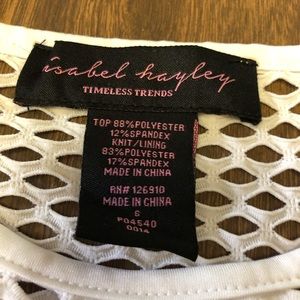 isabel hayley
TIMELESS TRENDS
TOP 88% POLYESTER
12% SPANDEX
KNIT/LINING
83% POLYESTER
17% SPANDEX
MADE IN CHINA
RN# 126910
MADE IN CHINA
S
P04540
0014